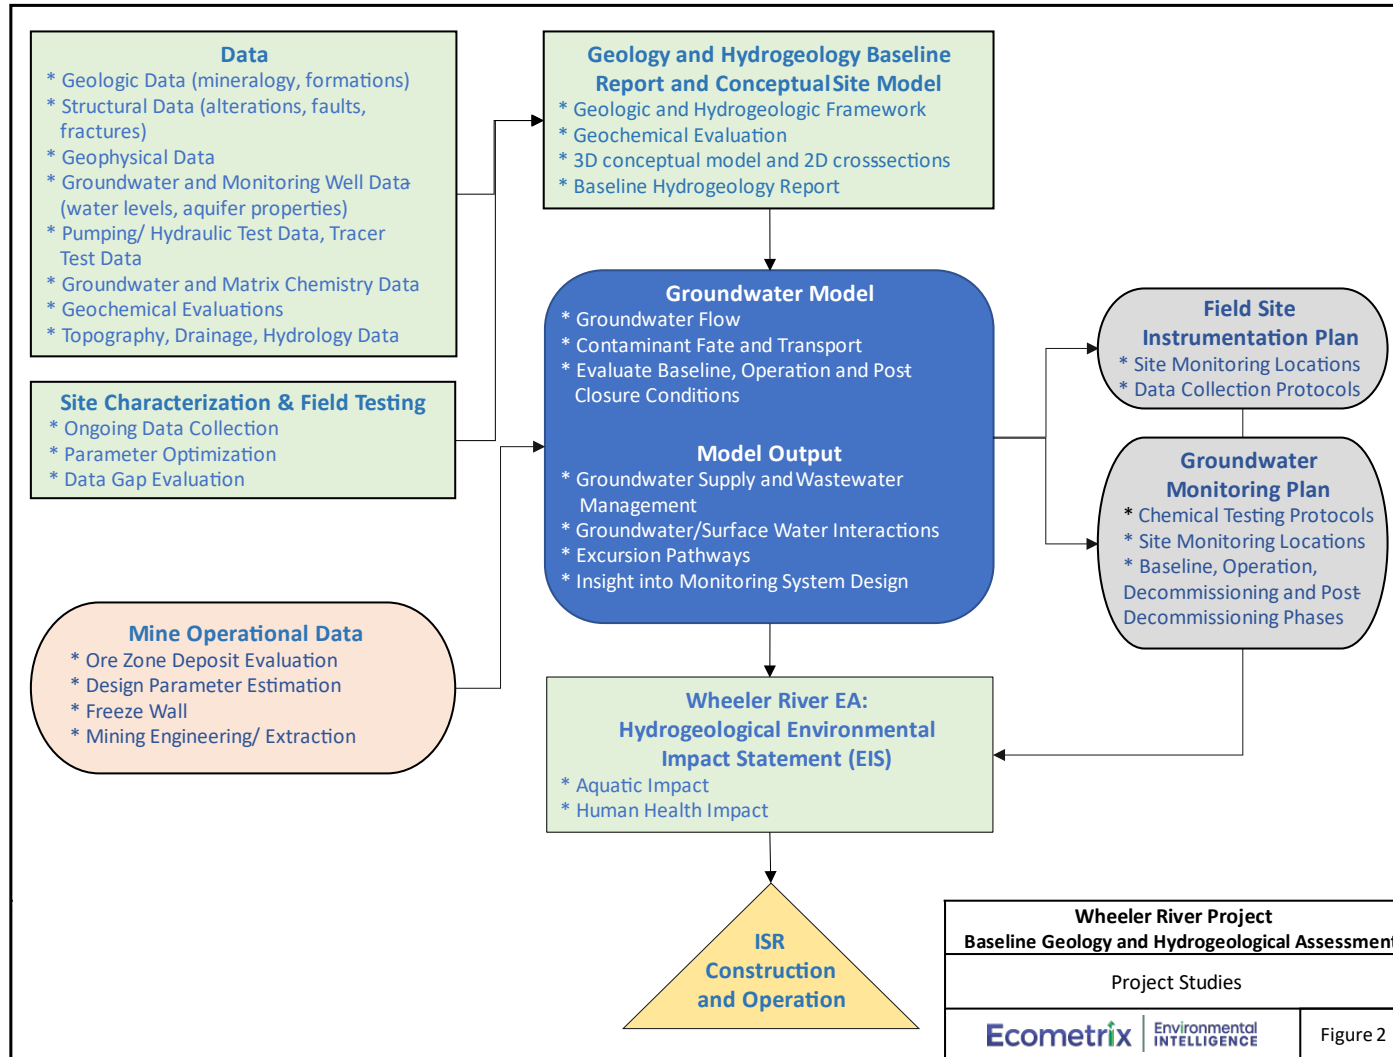 Data
* Geologic Data (mineralogy, formations)
* Structural Data (alterations, faults,
fractures)
* Geophysical Data
* Groundwater and Monitoring Well Data-
(water levels, aquifer properties)
* Pumping/ Hydraulic Test Data, Tracer
Test Data
* Groundwater and Matrix Chemistry Data
* Geochemical Evaluations
* Topography, Drainage, Hydrology Data
Site Characterization & Field Testing
* Ongoing Data Collection
* Parameter Optimization
* Data Gap Evaluation
Mine Operational Data
* Ore Zone Deposit Evaluation
* Design Parameter Estimation
* Freeze Wall
* Mining Engineering/ Extraction
Geology and Hydrogeology Baseline
Report and Conceptual Site Model
* Geologic and Hydrogeologic Framework
* Geochemical Evaluation
* 3D conceptual model and 2D crosssections
* Baseline Hydrogeology Report
Groundwater Model
* Groundwater Flow
* Contaminant Fate and Transport
* Evaluate Baseline, Operation and Post
Closure Conditions
Model Output
* Groundwater Supply and Wastewater
Management
* Groundwater/Surface Water Interactions
* Excursion Pathways
* Insight into Monitoring System Design
Field Site
Instrumentation Plan
* Site Monitoring Locations
* Data Collection Protocols
Groundwater
Monitoring Plan
* Chemical Testing Protocols
* Site Monitoring Locations
* Baseline, Operation,
Decommissioning and Post-
Decommissioning Phases
Wheeler River EA:
Hydrogeological Environmental
Impact Statement (EIS)
* Aquatic Impact
* Human Health Impact
ISR
Construction
and Operation
Wheeler River Project
Baseline Geology and Hydrogeological Assessment
Project Studies
Ecometrix Environmental INTELLIGENCE
Figure 2